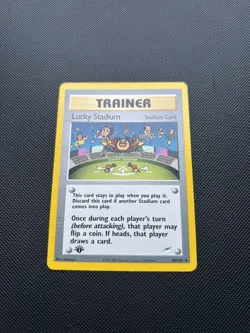 TRAINER
Lucky Stadium Stadium Card
This card stays in play when you play it.
Discard this card if another Stadium card
comes into play.
Once during each player's turn
(before attacking), that player may
flip a coin. If heads, that player
draws a card.